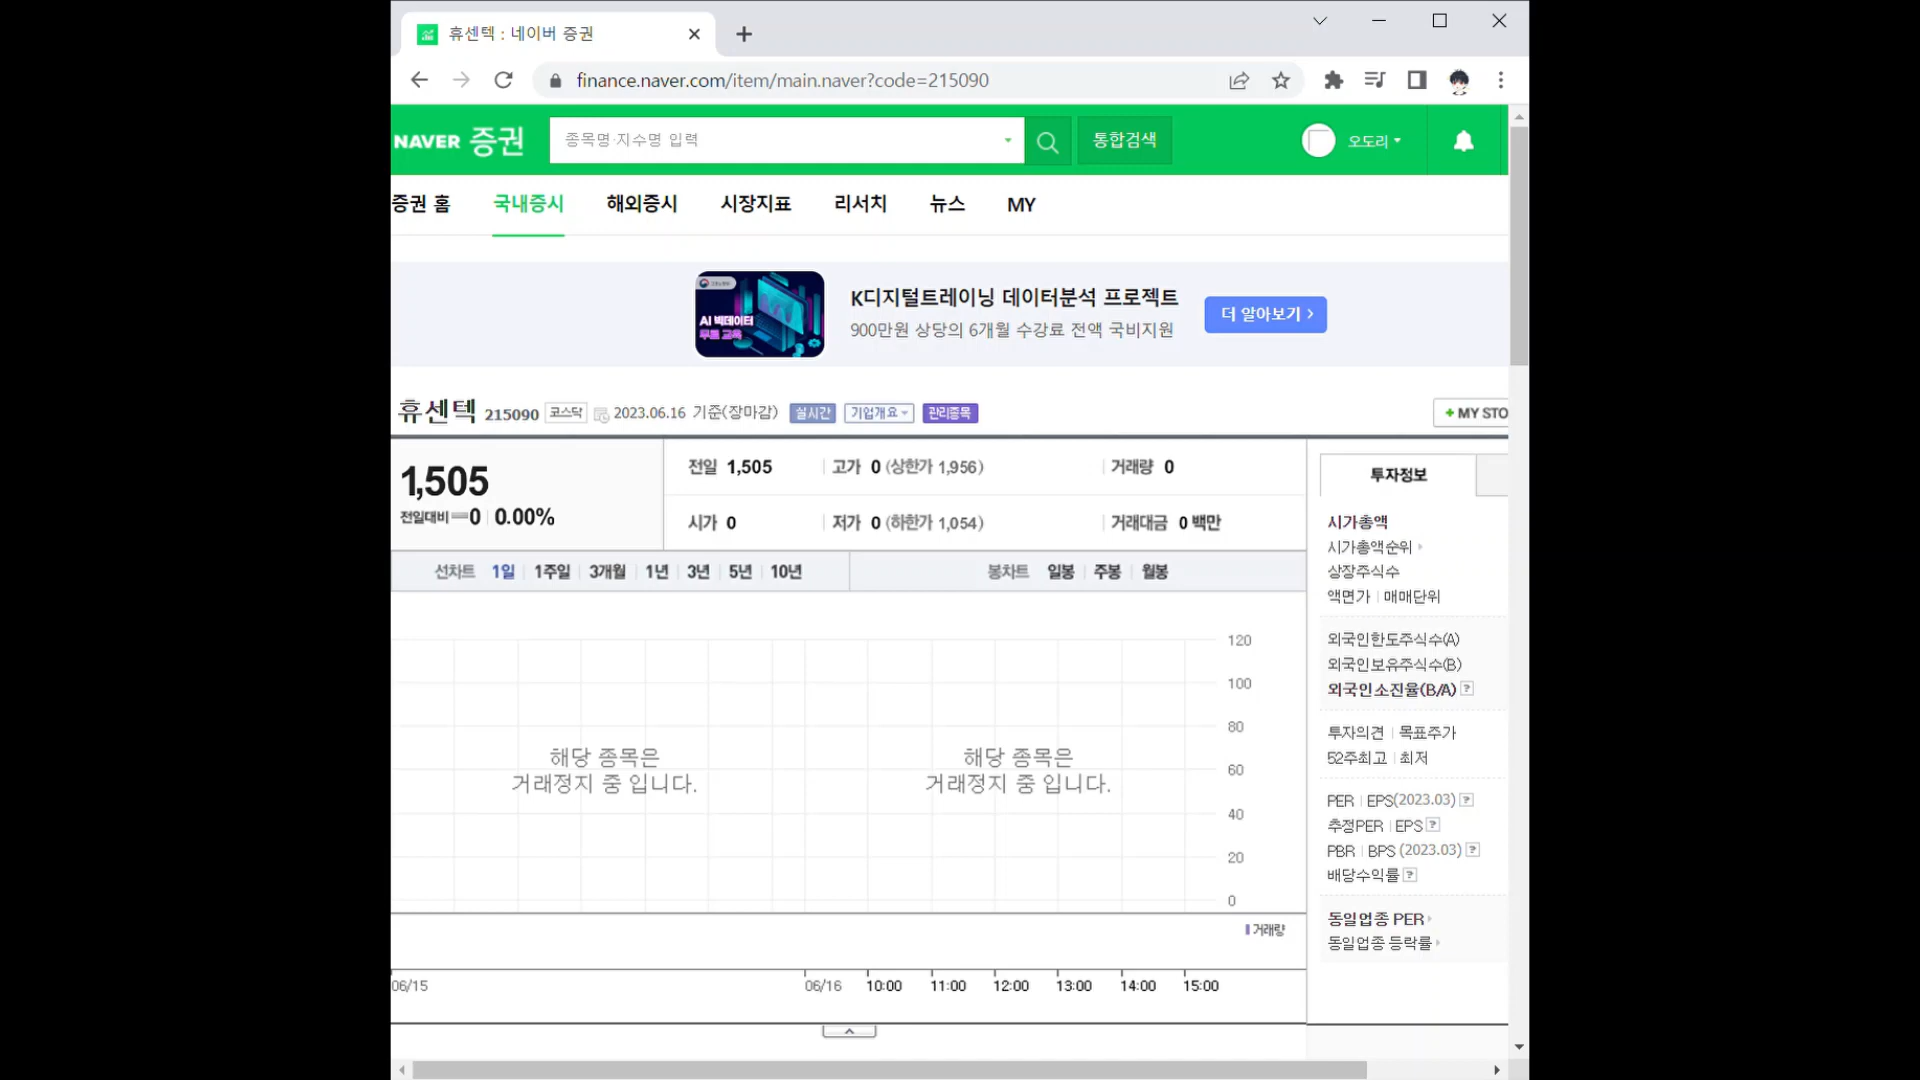 휴센텍 : 네이버 증권
finance.naver.com/item/main.naver?code=215090
NAVER 증권
종목명·지수명 입력
통합검색
오도리
증권 홈
국내증시
해외증시
시장지표
리서치
뉴스
MY
AI 빅데이터
무료 교육
K디지털트레이닝 데이터분석 프로젝트
900만원 상당의 6개월 수강료 전액 국비지원
더 알아보기
휴센텍 215090 코스닥 2023.06.16 기준(장마감) 실시간 기업개요 관리종목
+ MY STO
1,505
전일대비 0 0.00%
전일 1,505 고가 0 (상한가 1,956) 거래량 0
시가 0 저가 0 (하한가 1,054) 거래대금 0 백만
선차트 1일 1주일 3개월 1년 3년 5년 10년
봉차트 일봉 주봉 월봉
120
100
80
60
40
20
0
해당 종목은
거래정지 중 입니다.
해당 종목은
거래정지 중 입니다.
거래량
06/15 06/16 10:00 11:00 12:00 13:00 14:00 15:00
투자정보
시가총액
시가총액순위
상장주식수
액면가 매매단위
외국인한도주식수(A)
외국인보유주식수(B)
외국인소진율(B/A) ?
투자의견 목표주가
52주최고 최저
PER EPS(2023.03) ?
추정PER EPS ?
PBR BPS (2023.03) ?
배당수익률 ?
동일업종 PER
동일업종 등락률